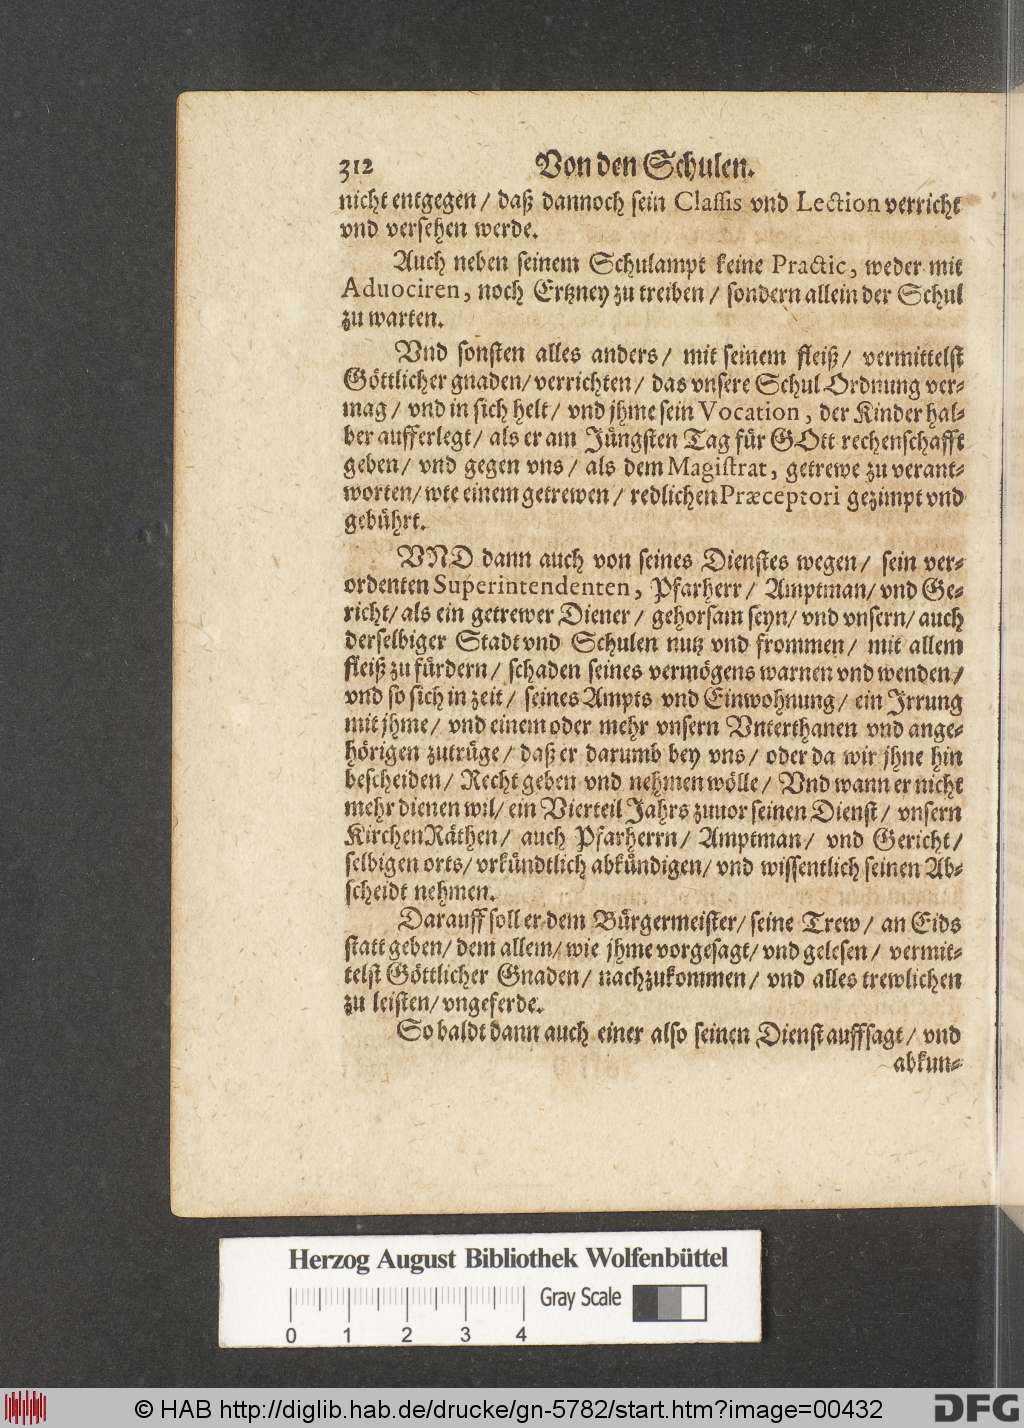 312 Von den Schulen.
nicht entgegen / daß dannoch sein Classis vnd Lection verricht
vnd versehen werde.
Auch neben seinem Schulampt keine Practic, weder mit
Aduociren, noch Ertzney zu treiben / sondern allein der Schul
zu warten.
Vnd sonsten alles anders / mit seinem fleiß / vermittelst
Göttlicher gnaden / verrichten / das vnsere Schul Ordnung ver-
mag / vnd in sich helt / vnd jhme sein Vocation, der Kinder hal-
ber aufferlegt / als er am Jüngsten Tag für GOtt rechenschafft
geben / vnd gegen vns / als dem Magistrat, getrewe zu verant-
worten / wie einem getrewen / redlichen Præceptori gezimpt vnd
gebührt.
VND dann auch von seines Dienstes wegen / sein ver-
ordenten Superintendenten, Pfarherr / Amptman / vnd Ge-
richt / als ein getrewer Diener / gehorsam seyn / vnd vnsern / auch
derselbiger Stadt vnd Schulen nutz vnd frommen / mit allem
fleiß zu fürdern / schaden seines vermögens warnen vnd wenden /
vnd so sich in zeit / seines Ampts vnd Einwohnung / ein Irrung
mit jhme / vnd einem oder mehr vnsern Vnterthanen vnd ange-
hörigen zutrüge / daß er darumb bey vns / oder da wir jhne hin
bescheiden / Recht geben vnd nehmen wölle / Vnd wann er nicht
mehr dienen wil / ein Vierteil Jahrs zuuor seinen Dienst / vnsern
KirchenRäthen / auch Pfarherrn / Amptman / vnd Gericht /
selbigen orts / vrkündtlich abkündigen / vnd wissentlich seinen Ab-
scheidt nehmen.
Darauff soll er dem Bürgermeister / seine Trew / an Eids
statt geben / dem allem / wie jhme vorgesagt / vnd gelesen / vermit-
telst Göttlicher Gnaden / nachzukommen / vnd alles trewlichen
zu leisten / vngeferde.
So baldt dann auch einer also seinen Dienst auffsagt / vnd
abkun-
Herzog August Bibliothek Wolfenbüttel
Gray Scale
0 1 2 3 4
© HAB http://diglib.hab.de/drucke/gn-5782/start.htm?image=00432
DFG